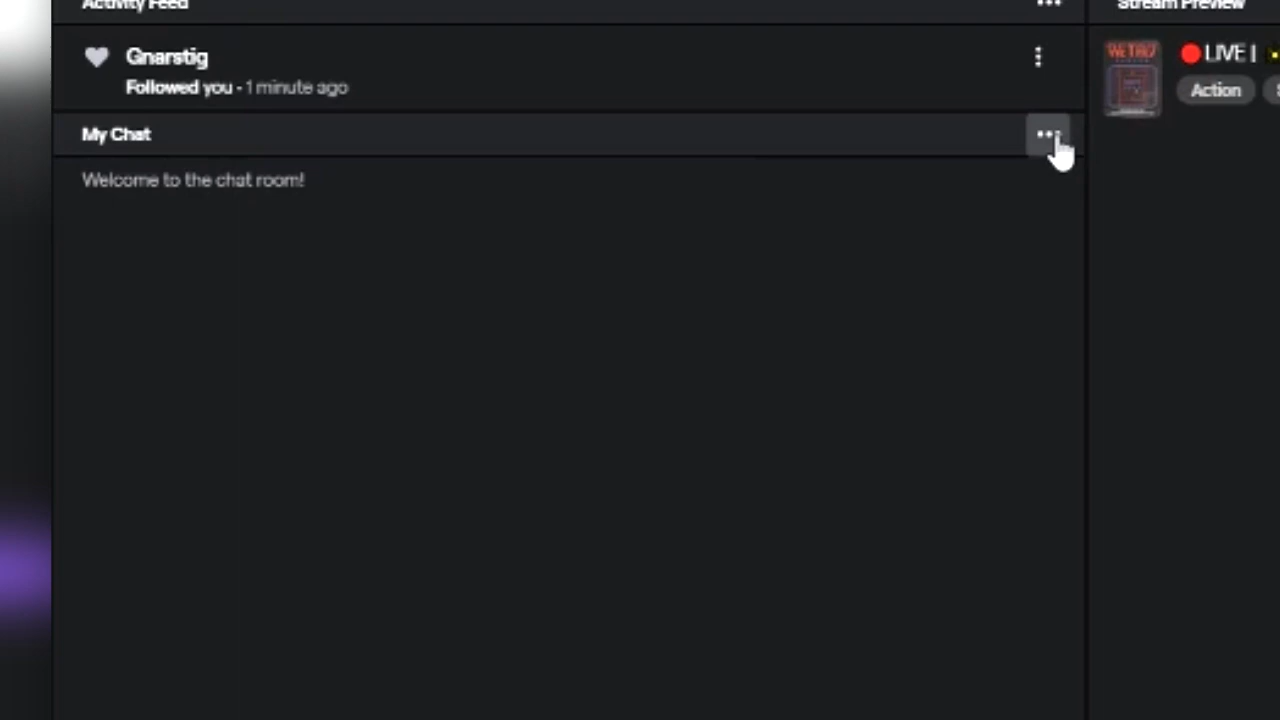 Activity Feed
Stream Preview
Gnarstig
Followed you - 1 minute ago
LIVE |
Action
My Chat
Welcome to the chat room!